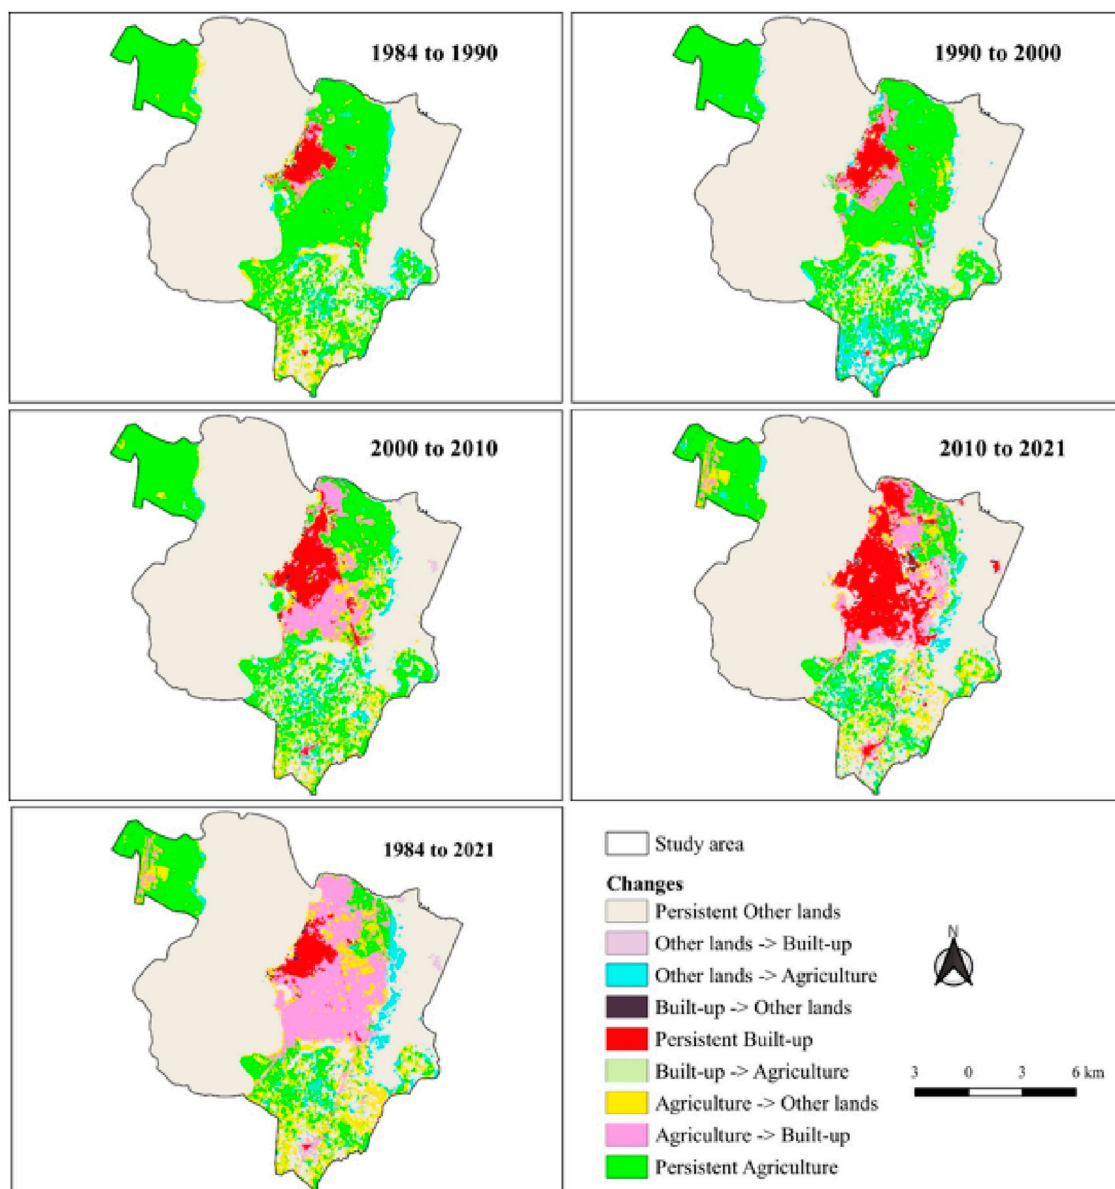 1984 to 1990
1990 to 2000
2000 to 2010
2010 to 2021
1984 to 2021
Study area
Changes
Persistent Other lands
Other lands -> Built-up
Other lands -> Agriculture
Built-up -> Other lands
Persistent Built-up
Built-up -> Agriculture
Agriculture -> Other lands
Agriculture -> Built-up
Persistent Agriculture
N
3 0 3 6 km